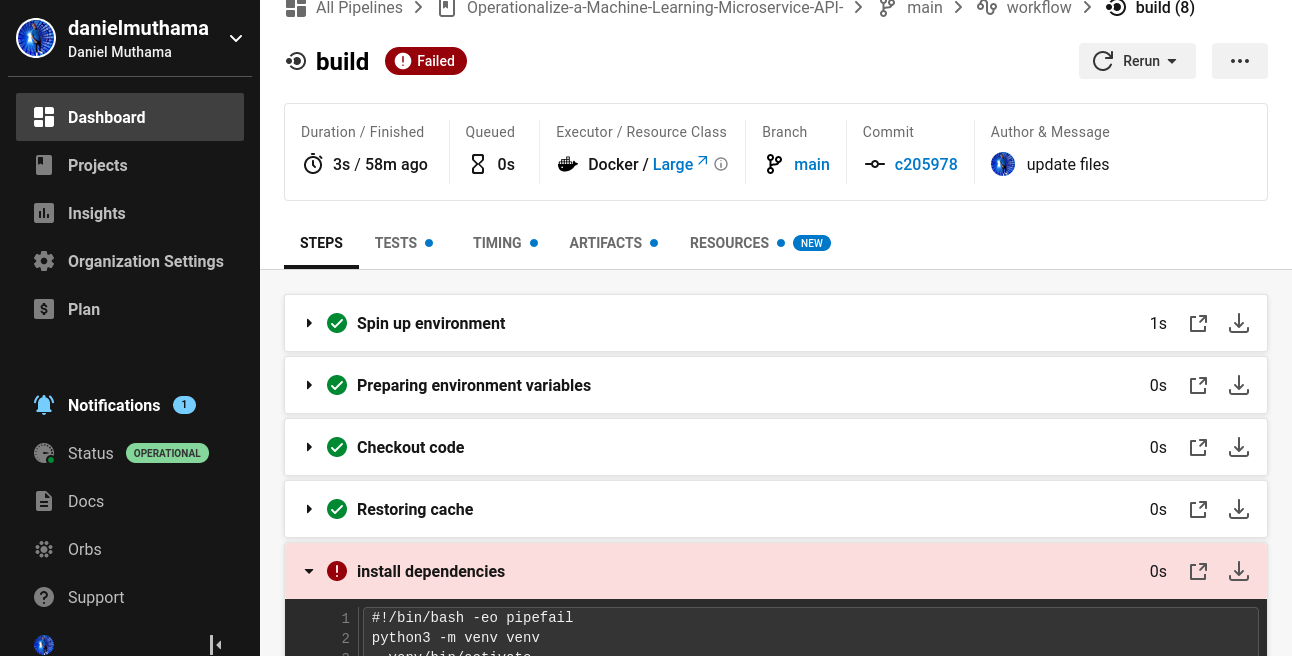 danielmuthama
Daniel Muthama
Dashboard
Projects
Insights
Organization Settings
Plan
Notifications 1
Status OPERATIONAL
Docs
Orbs
Support
All Pipelines > Operationalize-a-Machine-Learning-Microservice-API- > main > workflow > build (8)
build Failed
Rerun
Duration / Finished
3s / 58m ago
Queued
0s
Executor / Resource Class
Docker / Large
Branch
main
Commit
c205978
Author & Message
update files
STEPS TESTS TIMING ARTIFACTS RESOURCES NEW
Spin up environment 1s
Preparing environment variables 0s
Checkout code 0s
Restoring cache 0s
install dependencies 0s
1 #!/bin/bash -eo pipefail
2 python3 -m venv venv